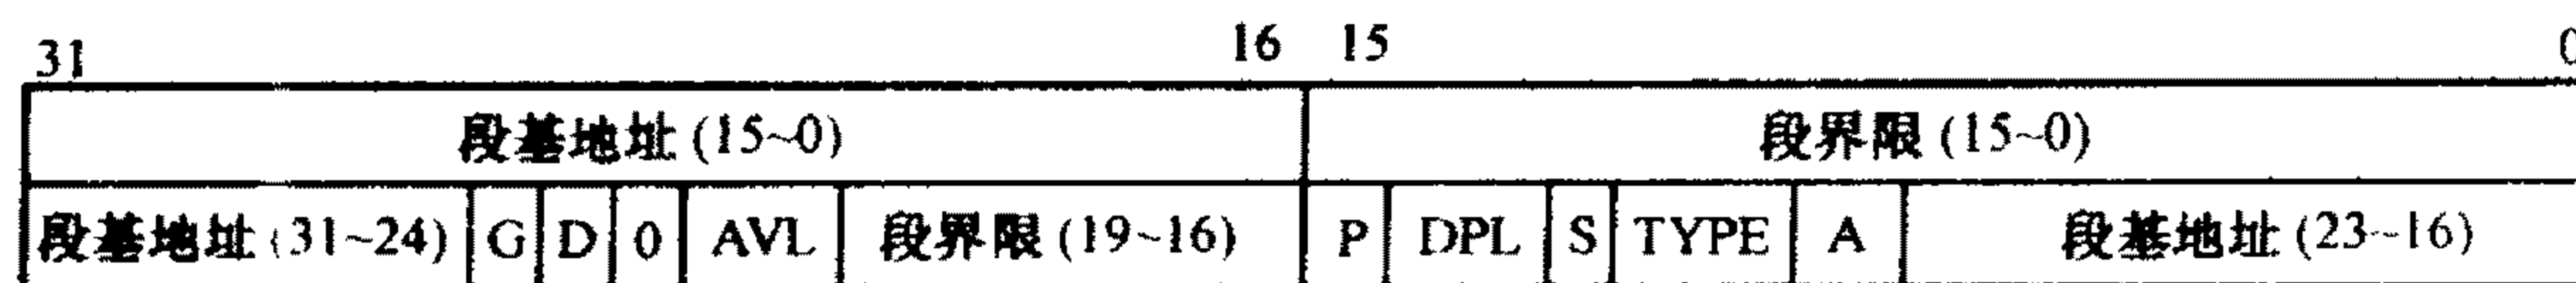 31 16 15 0
段基地址 (15~0) 段界限 (15~0)
段基地址 (31~24) G D 0 AVL 段界限 (19~16) P DPL S TYPE A 段基地址 (23~16)